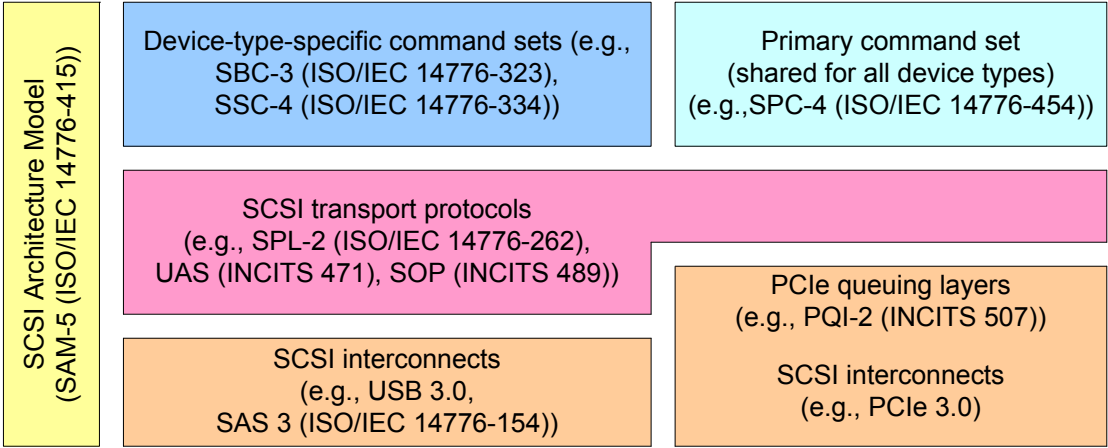 SCSI Architecture Model
(SAM-5 (ISO/IEC 14776-415))
Device-type-specific command sets (e.g.,
SBC-3 (ISO/IEC 14776-323),
SSC-4 (ISO/IEC 14776-334))
Primary command set
(shared for all device types)
(e.g.,SPC-4 (ISO/IEC 14776-454))
SCSI transport protocols
(e.g., SPL-2 (ISO/IEC 14776-262),
UAS (INCITS 471), SOP (INCITS 489))
PCIe queuing layers
(e.g., PQI-2 (INCITS 507))
SCSI interconnects
(e.g., PCIe 3.0)
SCSI interconnects
(e.g., USB 3.0,
SAS 3 (ISO/IEC 14776-154))